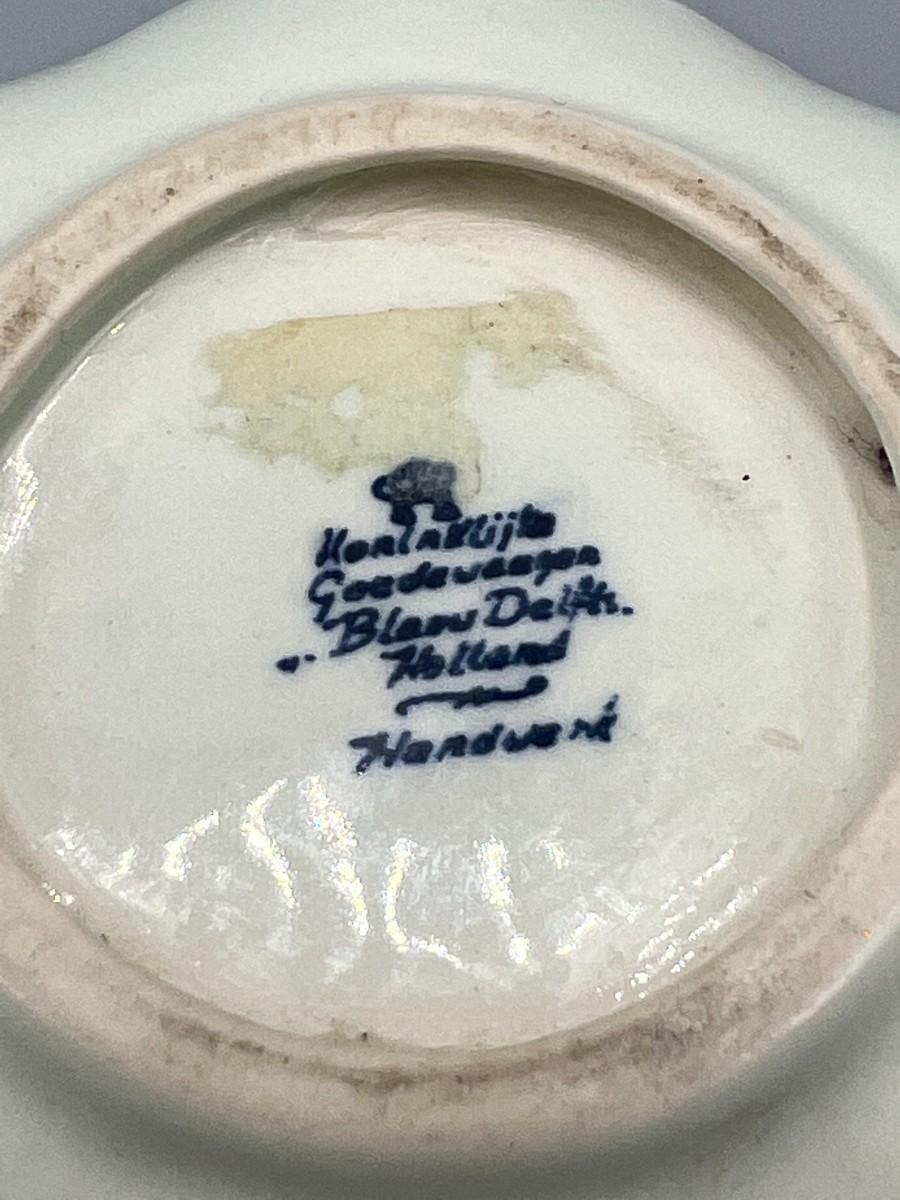 Koninklijke
Goedewaagen
Blauw Delft.
Holland
Handwerk